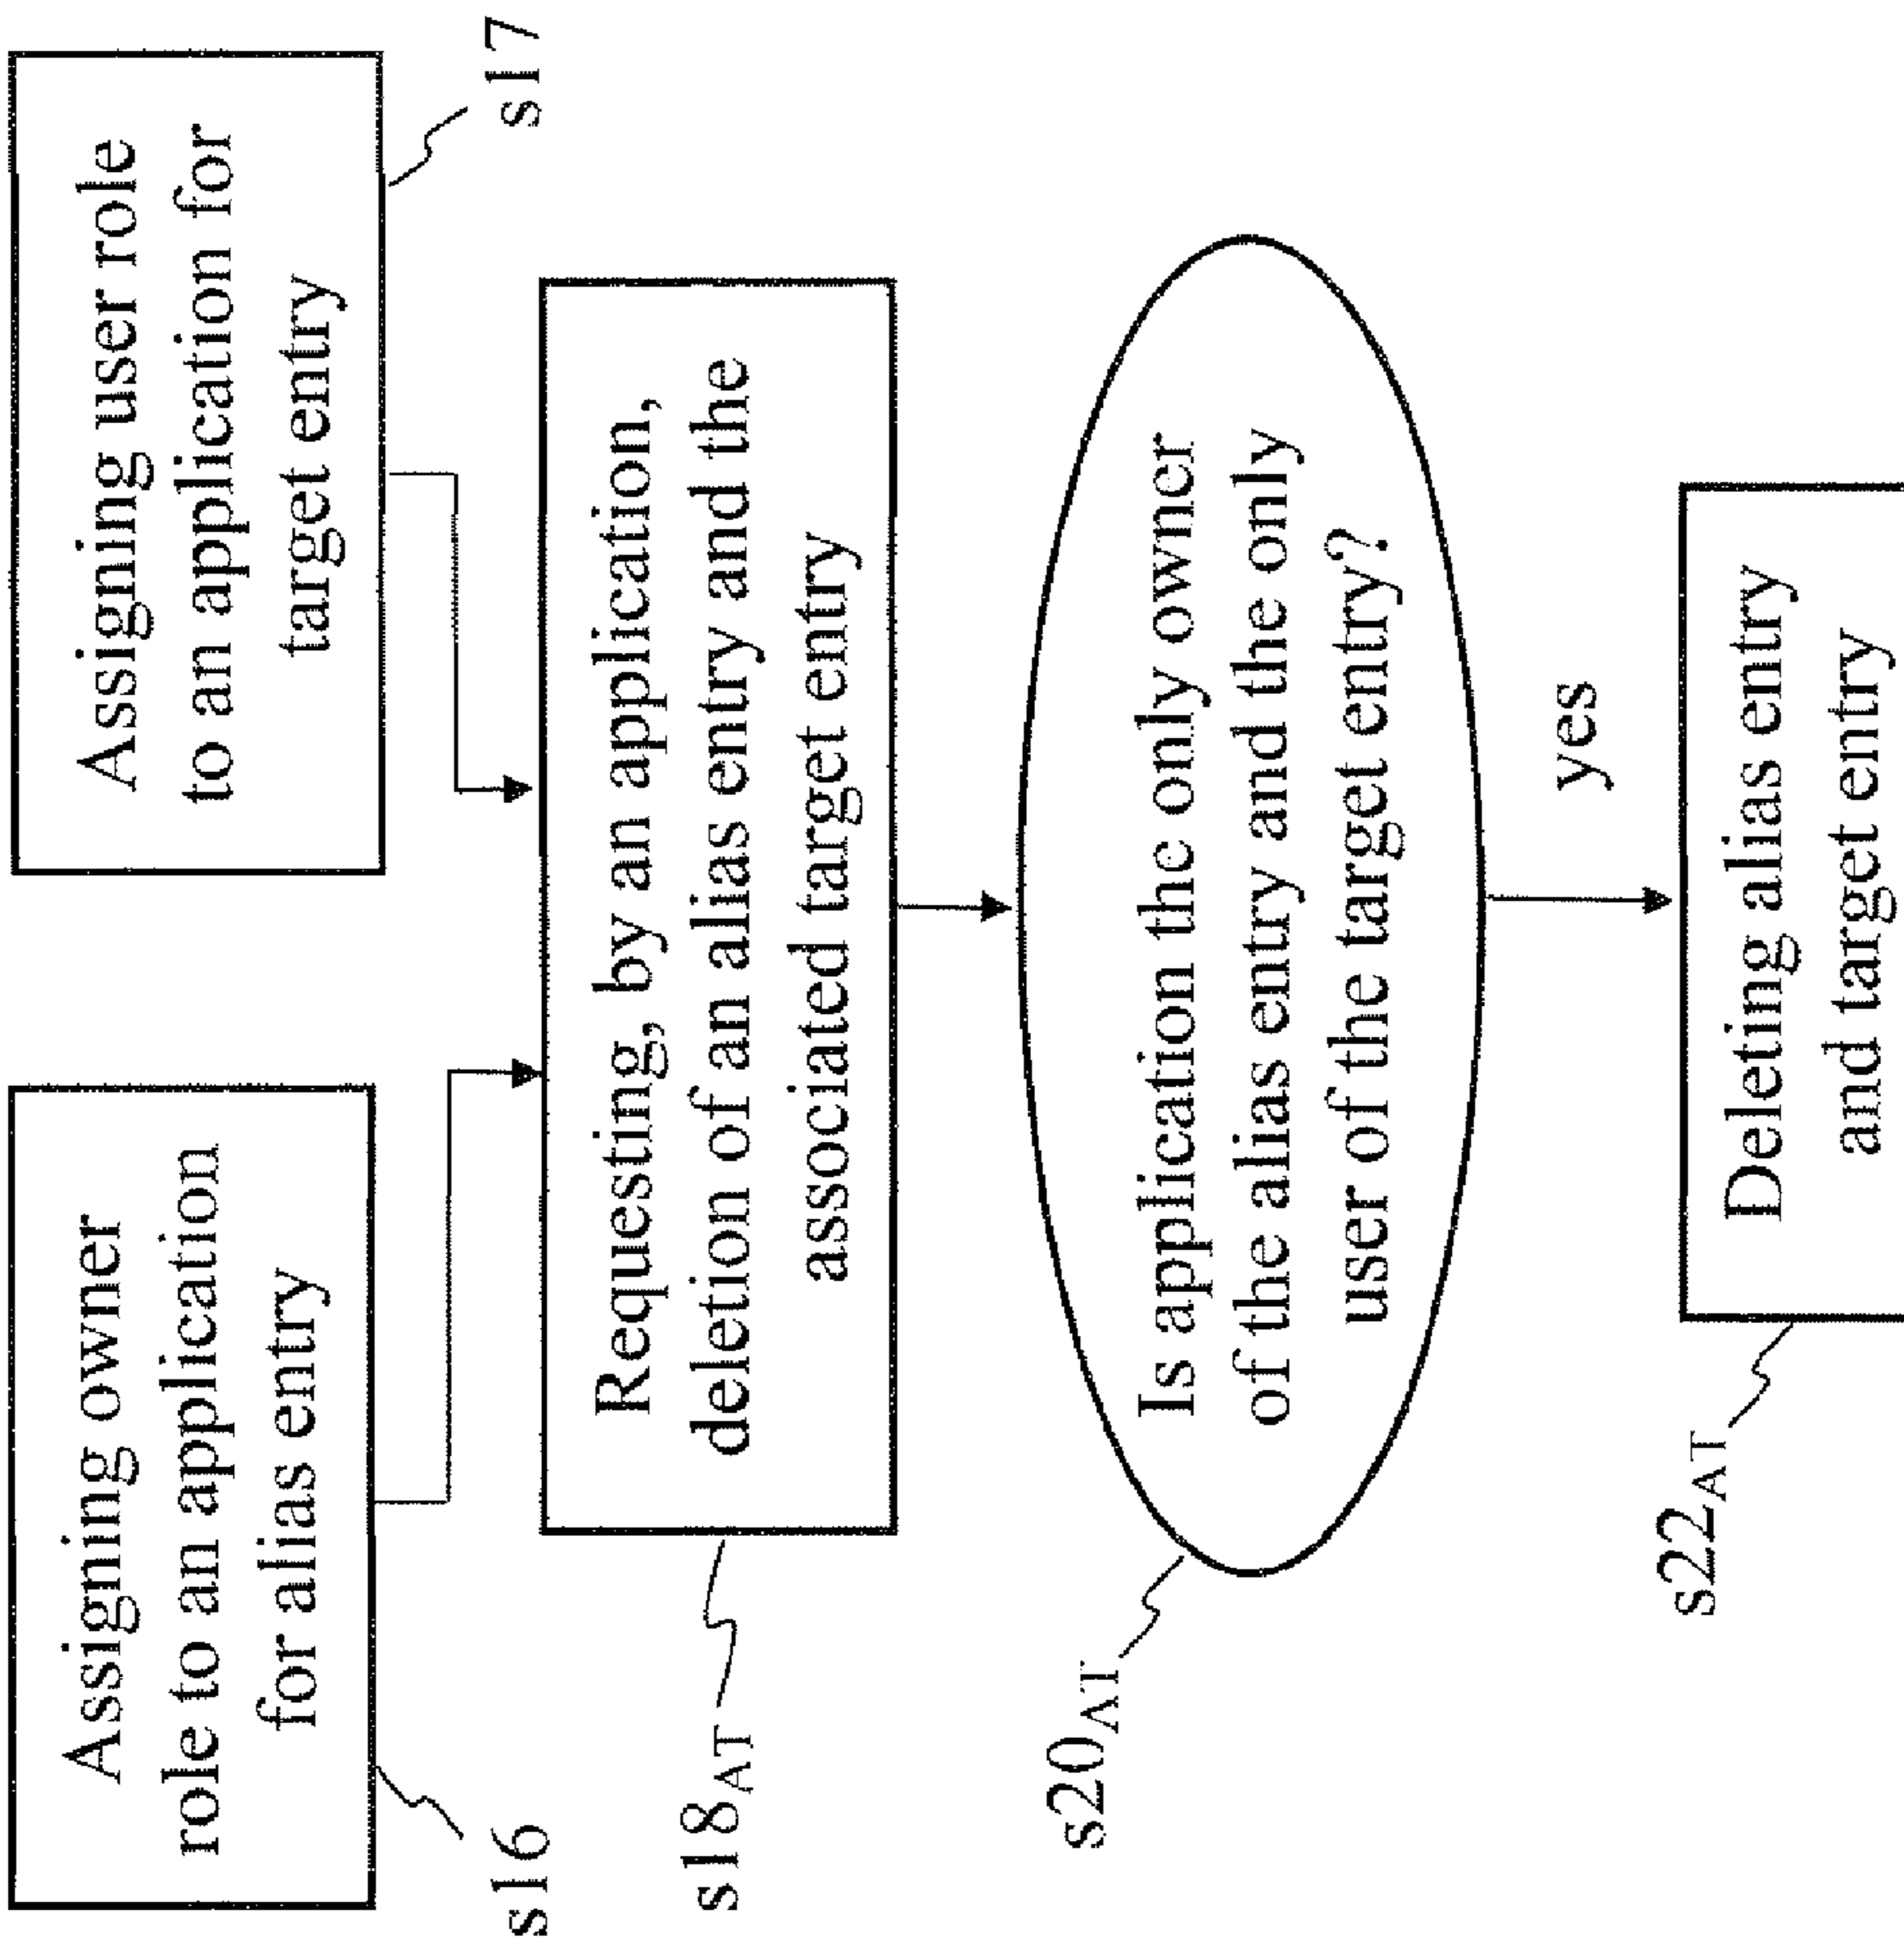 Assigning owner
role to an application
for alias entry
s16
Assigning user role
to an application for
target entry
s17
Requesting, by an application,
deletion of an alias entry and the
associated target entry
s18AT
Is application the only owner
of the alias entry and the only
user of the target entry?
s20AT
yes
Deleting alias entry
and target entry
s22AT